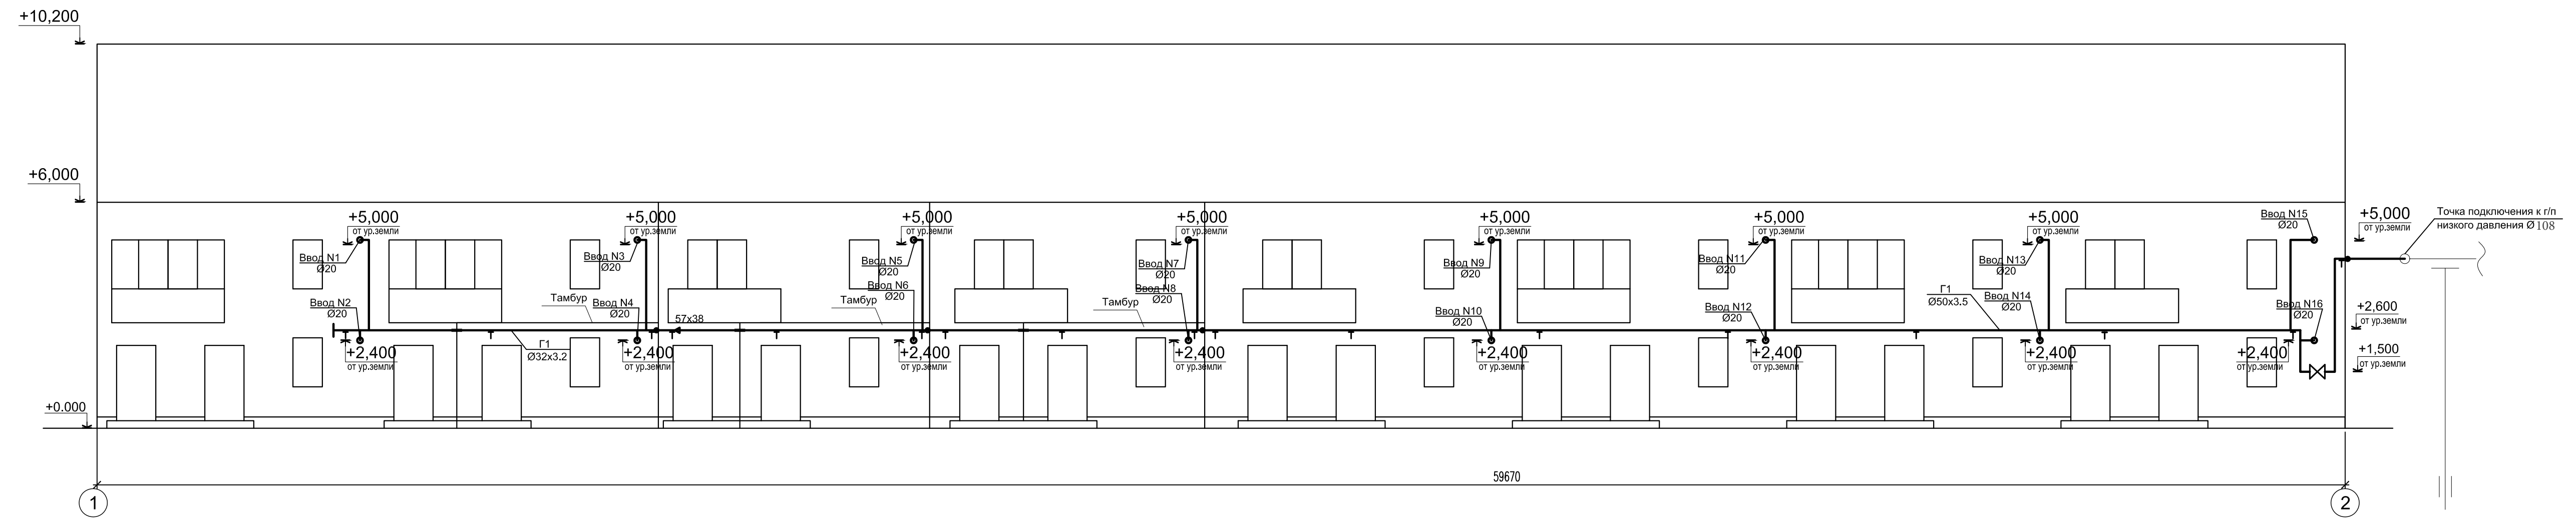 +10,200
+6,000
+5,000
от ур.земли
+5,000
от ур.земли
+5,000
от ур.земли
+5,000
от ур.земли
+5,000
от ур.земли
+5,000
от ур.земли
+5,000
от ур.земли
Ввод N15
Ø20
+5,000
от ур.земли
Точка подключения к г/п
низкого давления Ø108
Ввод N1
Ø20
Ввод N3
Ø20
Ввод N5
Ø20
Ввод N7
Ø20
Ввод N9
Ø20
Ввод N11
Ø20
Ввод N13
Ø20
Ввод N2
Ø20
Тамбур
Ввод N4
Ø20
57x38
Тамбур
Ввод N6
Ø20
Тамбур
Ввод N8
Ø20
Ввод N10
Ø20
Ввод N12
Ø20
Г1
Ø50x3.5
Ввод N14
Ø20
Ввод N16
Ø20
+2,600
от ур.земли
Г1
Ø32x3.2
+2,400
от ур.земли
+2,400
от ур.земли
+2,400
от ур.земли
+2,400
от ур.земли
+2,400
от ур.земли
+2,400
от ур.земли
+2,400
от ур.земли
+2,400
от ур.земли
+1,500
от ур.земли
+0.000
59670
1
2